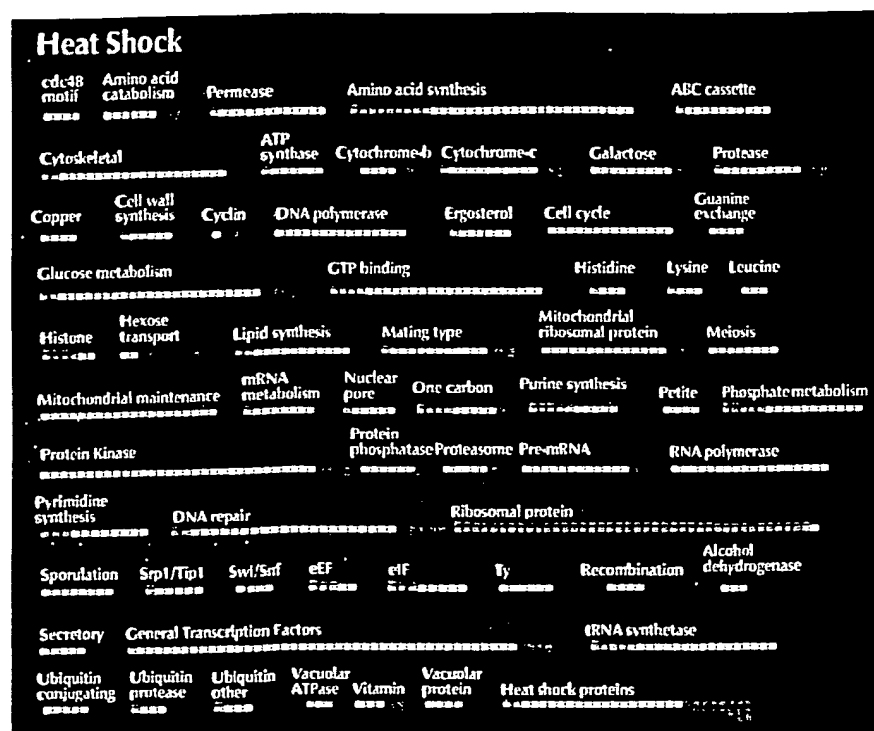 Heat Shock
cdc48 motif
Amino acid catabolism
Permease
Amino acid synthesis
ABC cassette
Cytoskeletal
ATP synthase
Cytochrome-b
Cytochrome-c
Galactose
Protease
Copper
Cell wall synthesis
Cyclin
DNA polymerase
Ergosterol
Cell cycle
Guanine exchange
Glucose metabolism
GTP binding
Histidine
Lysine
Leucine
Histone
Hexose transport
Lipid synthesis
Mating type
Mitochondrial ribosomal protein
Meiosis
Mitochondrial maintenance
mRNA metabolism
Nuclear pore
One carbon
Purine synthesis
Petite
Phosphate metabolism
Protein Kinase
Protein phosphatase
Proteasome
Pre-mRNA
RNA polymerase
Pyrimidine synthesis
DNA repair
Ribosomal protein
Sporulation
Srp1/Tip1
Swi/Snf
eEF
eIF
Ty
Recombination
Alcohol dehydrogenase
Secretory
General Transcription Factors
tRNA synthetase
Ubiquitin conjugating
Ubiquitin protease
Ubiquitin other
Vacuolar ATPase
Vitamin
Vacuolar protein
Heat shock proteins